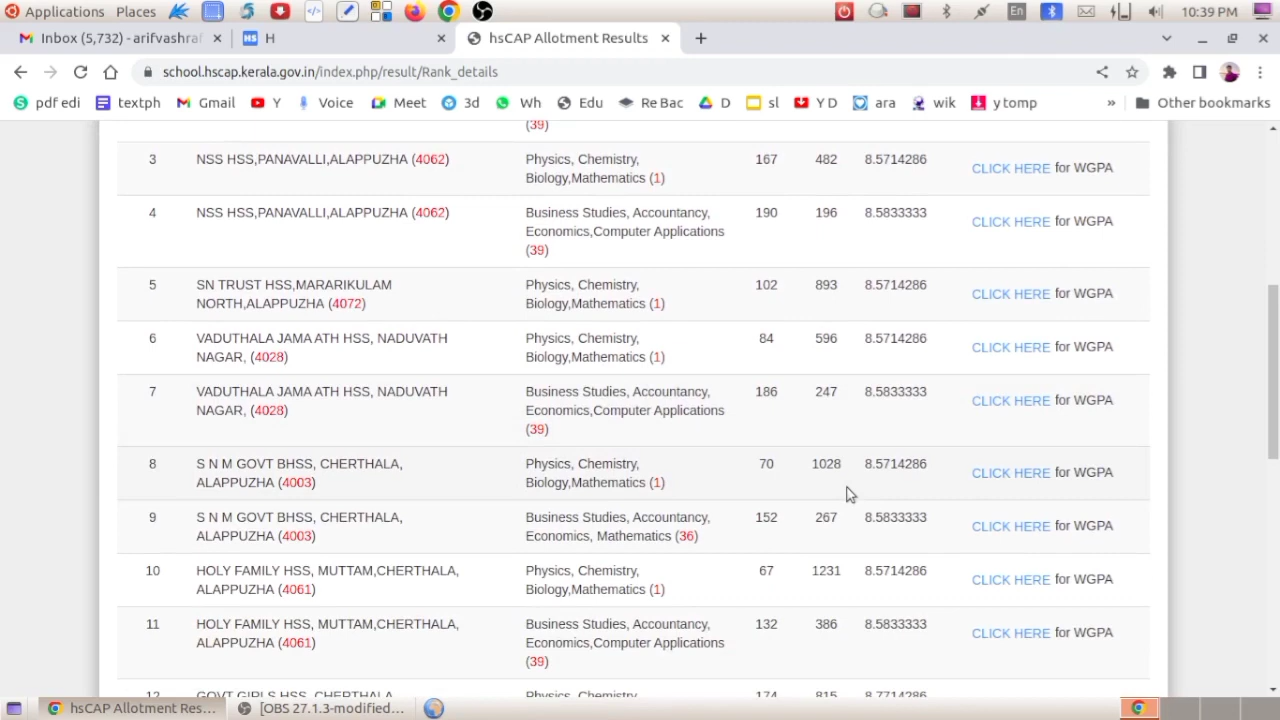 Applications Places En 10:39 PM
Inbox (5,732) - arifvashraf H hsCAP Allotment Results
school.hscap.kerala.gov.in/index.php/result/Rank_details
pdf edi textph Gmail Y Voice Meet 3d Wh Edu Re Bac D sl Y D ara wik y tomp » Other bookmarks
(39)
3 NSS HSS,PANAVALLI,ALAPPUZHA (4062) Physics, Chemistry, 167 482 8.5714286 CLICK HERE for WGPA
Biology,Mathematics (1)
4 NSS HSS,PANAVALLI,ALAPPUZHA (4062) Business Studies, Accountancy, 190 196 8.5833333 CLICK HERE for WGPA
Economics,Computer Applications
(39)
5 SN TRUST HSS,MARARIKULAM Physics, Chemistry, 102 893 8.5714286 CLICK HERE for WGPA
NORTH,ALAPPUZHA (4072) Biology,Mathematics (1)
6 VADUTHALA JAMA ATH HSS, NADUVATH Physics, Chemistry, 84 596 8.5714286 CLICK HERE for WGPA
NAGAR, (4028) Biology,Mathematics (1)
7 VADUTHALA JAMA ATH HSS, NADUVATH Business Studies, Accountancy, 186 247 8.5833333 CLICK HERE for WGPA
NAGAR, (4028) Economics,Computer Applications
(39)
8 S N M GOVT BHSS, CHERTHALA, Physics, Chemistry, 70 1028 8.5714286 CLICK HERE for WGPA
ALAPPUZHA (4003) Biology,Mathematics (1)
9 S N M GOVT BHSS, CHERTHALA, Business Studies, Accountancy, 152 267 8.5833333 CLICK HERE for WGPA
ALAPPUZHA (4003) Economics, Mathematics (36)
10 HOLY FAMILY HSS, MUTTAM,CHERTHALA, Physics, Chemistry, 67 1231 8.5714286 CLICK HERE for WGPA
ALAPPUZHA (4061) Biology,Mathematics (1)
11 HOLY FAMILY HSS, MUTTAM,CHERTHALA, Business Studies, Accountancy, 132 386 8.5833333 CLICK HERE for WGPA
ALAPPUZHA (4061) Economics,Computer Applications
(39)
12 GOVT GIRLS HSS, CHERTHALA, Physics, Chemistry, 174 815 8.7714286
hsCAP Allotment Res... [OBS 27.1.3-modified...